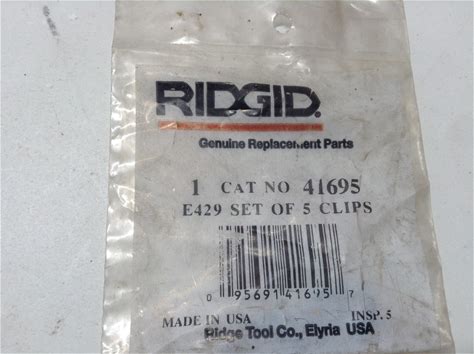 RIDGID.
Genuine Replacement Parts
1 CAT NO 41695
E429 SET OF 5 CLIPS
0 95691 41695 7
MADE IN USA INSP. 5
Ridge Tool Co., Elyria USA